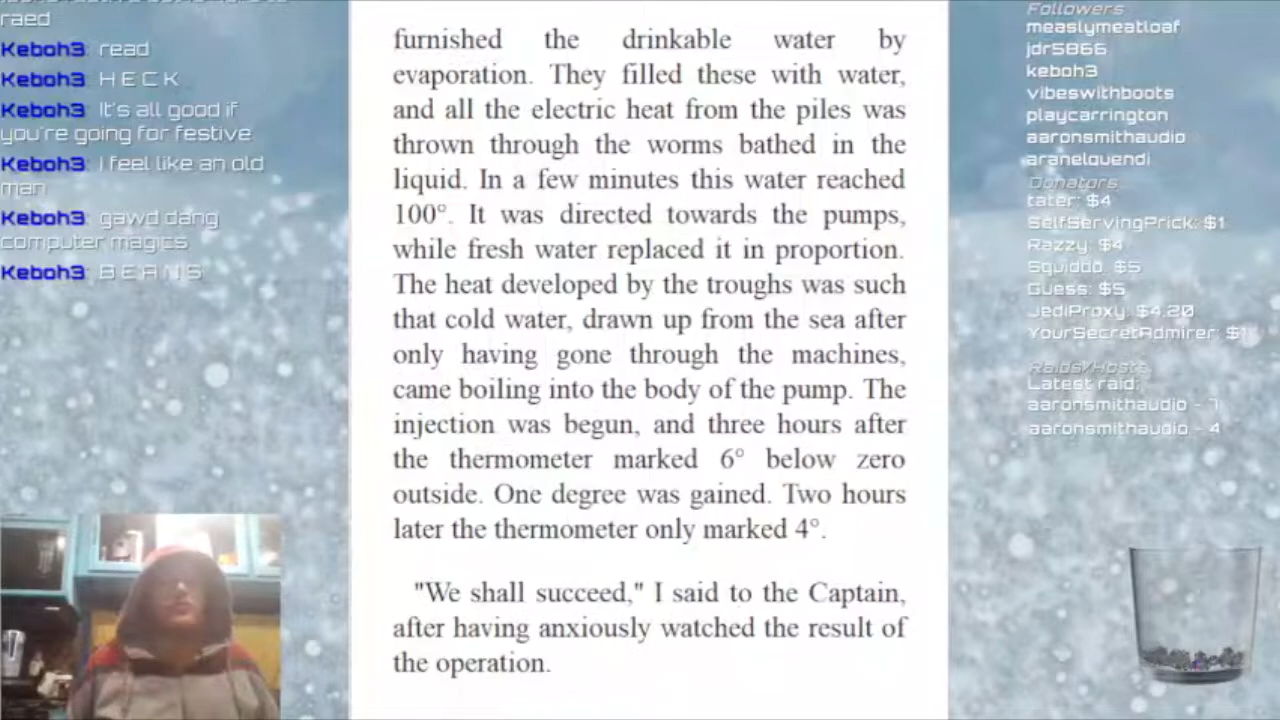 raed
Keboh3: read
Keboh3: H E C K
Keboh3: It's all good if
you're going for festive
Keboh3: I feel like an old
man
Keboh3: gawd dang
computer magics
Keboh3: B E A N S
furnished the drinkable water by
evaporation. They filled these with water,
and all the electric heat from the piles was
thrown through the worms bathed in the
liquid. In a few minutes this water reached
100°. It was directed towards the pumps,
while fresh water replaced it in proportion.
The heat developed by the troughs was such
that cold water, drawn up from the sea after
only having gone through the machines,
came boiling into the body of the pump. The
injection was begun, and three hours after
the thermometer marked 6° below zero
outside. One degree was gained. Two hours
later the thermometer only marked 4°.
"We shall succeed," I said to the Captain,
after having anxiously watched the result of
the operation.
Followers
measlymeatloaf
jdr5866
keboh3
vibeswithboots
playcarrington
aaronsmithaudio
aranelquendi
Donators
tater: $4
SelfServingPrick: $1
Razzy: $4
Squiddo: $5
Guess: $5
JediProxy: $4.20
YourSecretAdmirer: $1
Raids/Hosts
Latest raid:
aaronsmithaudio -
aaronsmithaudio - 4